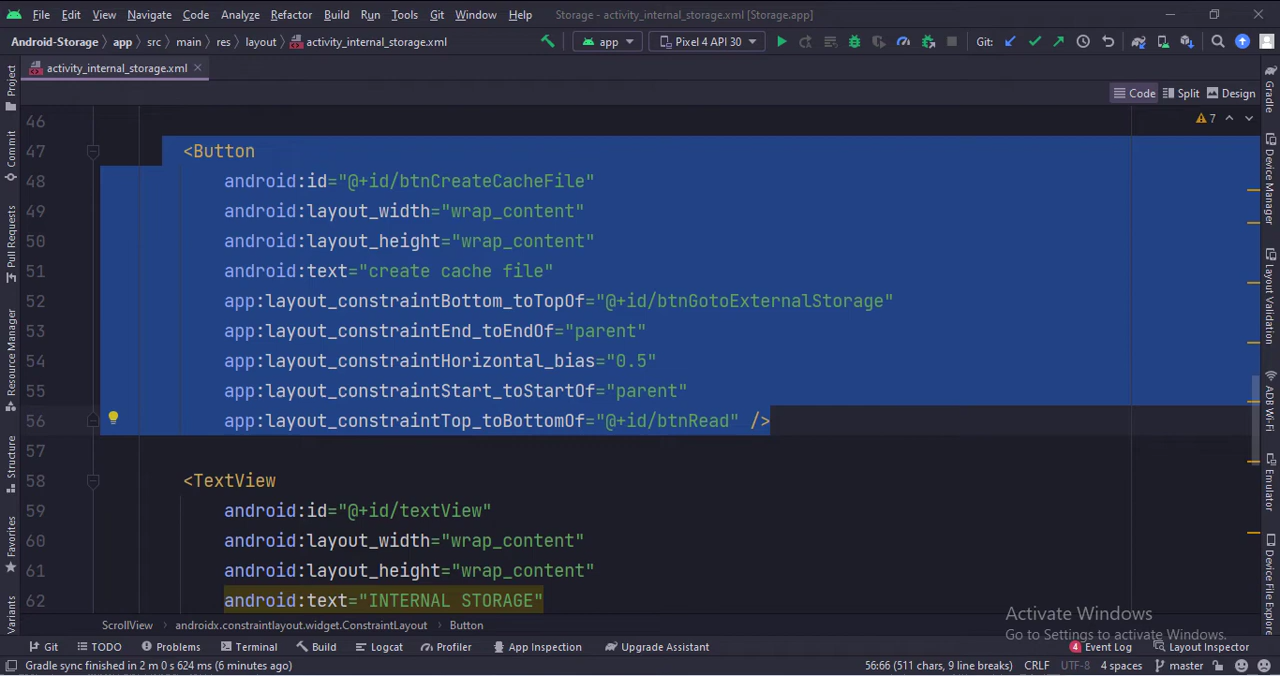 File Edit View Navigate Code Analyze Refactor Build Run Tools Git Window Help Storage - activity_internal_storage.xml [Storage.app]
Android-Storage app src main res layout activity_internal_storage.xml app Pixel 4 API 30 Git:
activity_internal_storage.xml
Code Split Design
7
46
47 <Button
48 android:id="@+id/btnCreateCacheFile"
49 android:layout_width="wrap_content"
50 android:layout_height="wrap_content"
51 android:text="create cache file"
52 app:layout_constraintBottom_toTopOf="@+id/btnGotoExternalStorage"
53 app:layout_constraintEnd_toEndOf="parent"
54 app:layout_constraintHorizontal_bias="0.5"
55 app:layout_constraintStart_toStartOf="parent"
56 app:layout_constraintTop_toBottomOf="@+id/btnRead" />
57
58 <TextView
59 android:id="@+id/textView"
60 android:layout_width="wrap_content"
61 android:layout_height="wrap_content"
62 android:text="INTERNAL STORAGE"
Project
Commit
Pull Requests
Resource Manager
Structure
Favorites
Variants
Gradle
Device Manager
Layout Validation
ADB Wi-Fi
Emulator
Device File Explorer
Activate Windows
Go to Settings to activate Windows.
ScrollView androidx.constraintlayout.widget.ConstraintLayout Button
Git TODO Problems Terminal Build Logcat Profiler App Inspection Upgrade Assistant 4 Event Log Layout Inspector
Gradle sync finished in 2 m 0 s 624 ms (6 minutes ago) 56:66 (511 chars, 9 line breaks) CRLF UTF-8 4 spaces master